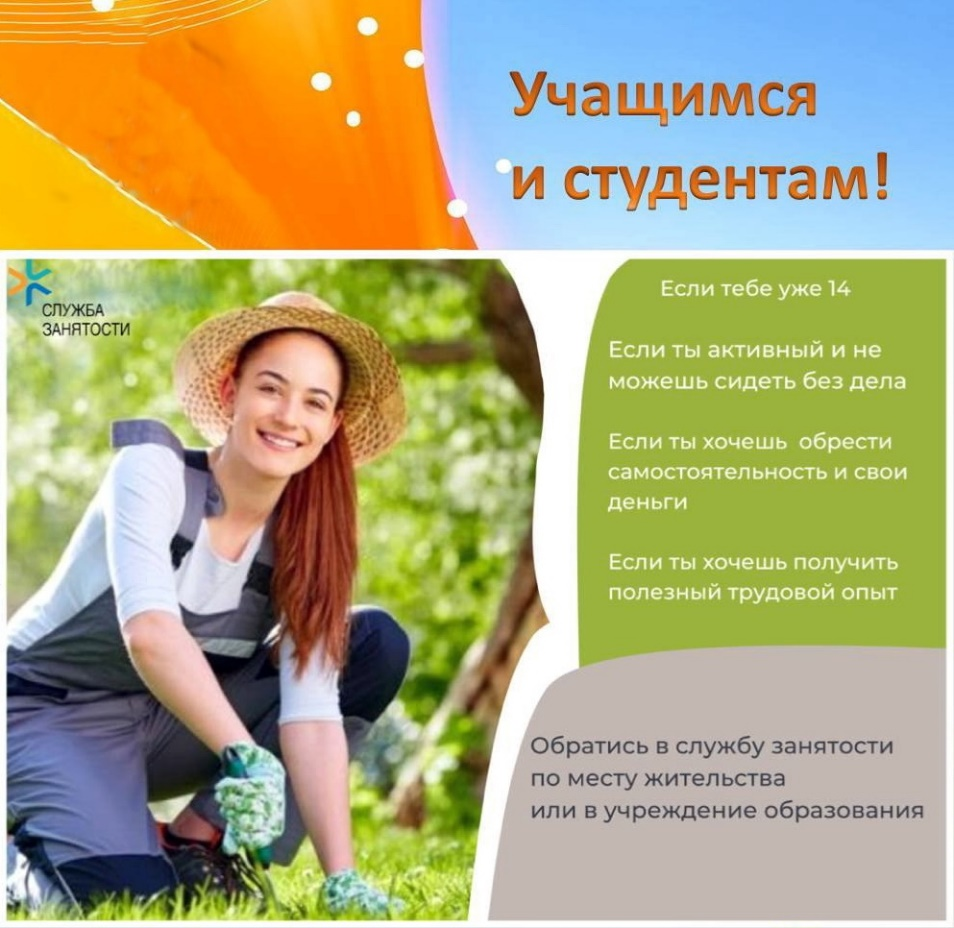 Учащимся
и студентам!
СЛУЖБА
ЗАНЯТОСТИ
Если тебе уже 14
Если ты активный и не
можешь сидеть без дела
Если ты хочешь обрести
самостоятельность и свои
деньги
Если ты хочешь получить
полезный трудовой опыт
Обратись в службу занятости
по месту жительства
или в учреждение образования